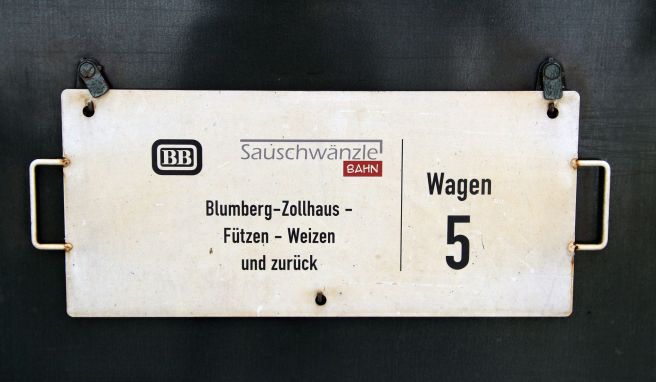 BB
Sauschwänzle
BAHN
Blumberg-Zollhaus -
Fützen - Weizen
und zurück
Wagen
5